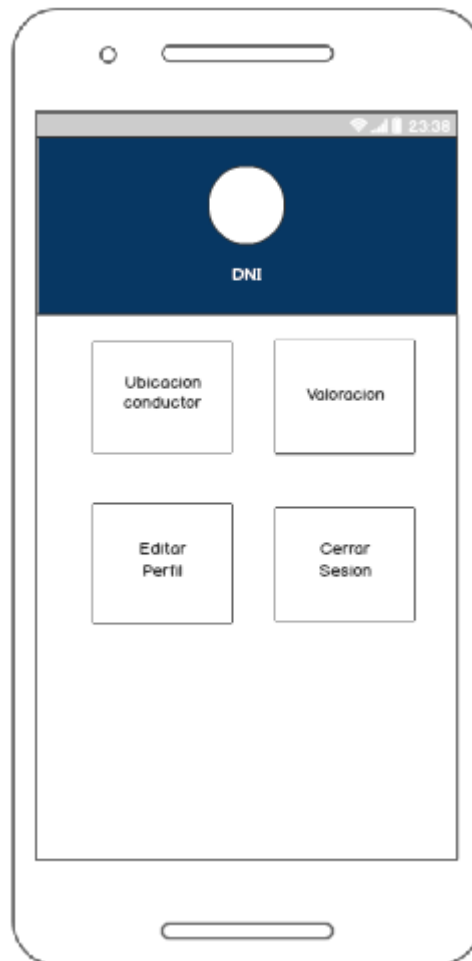 23:38
DNI
Ubicacion
conductor
Valoracion
Editar
Perfil
Cerrar
Sesion